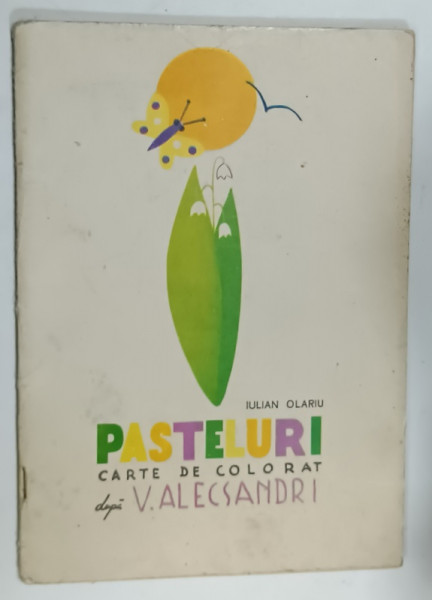 IULIAN OLARIU
PASTELURI
CARTE DE COLORAT
după V. ALECSANDRI